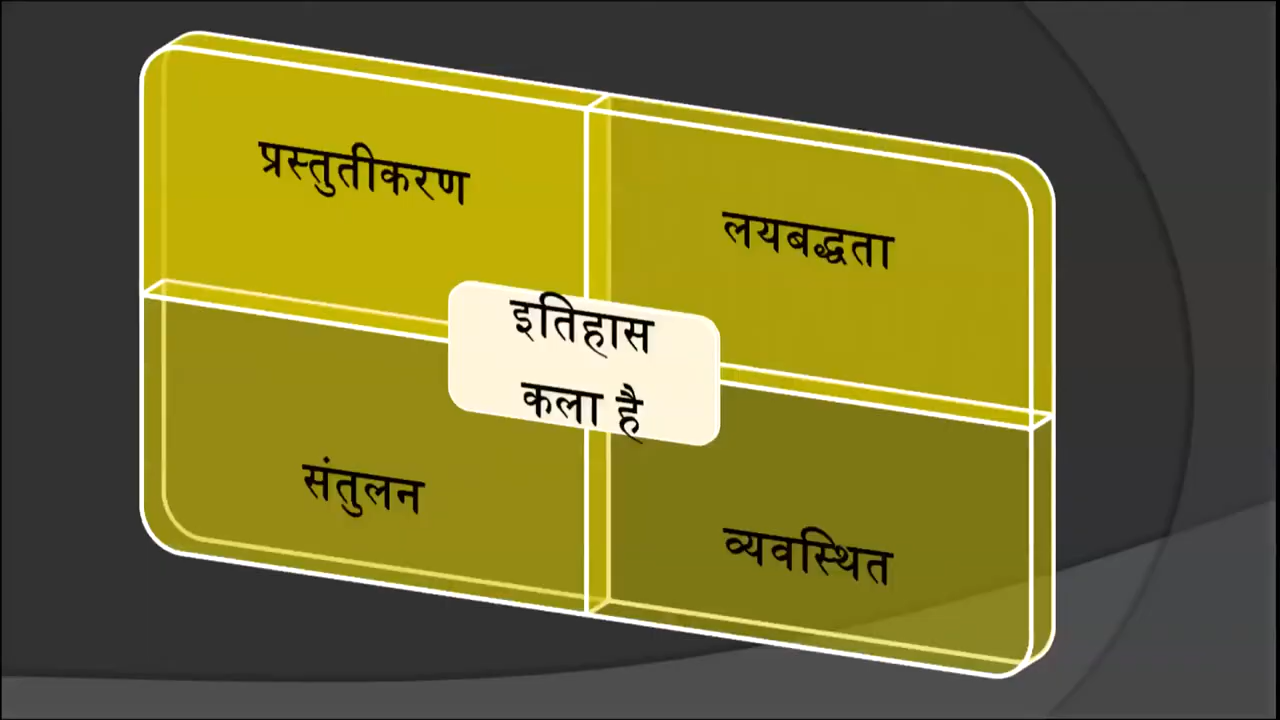 प्रस्तुतीकरण
लयबद्धता
इतिहास
कला है
संतुलन
व्यवस्थित